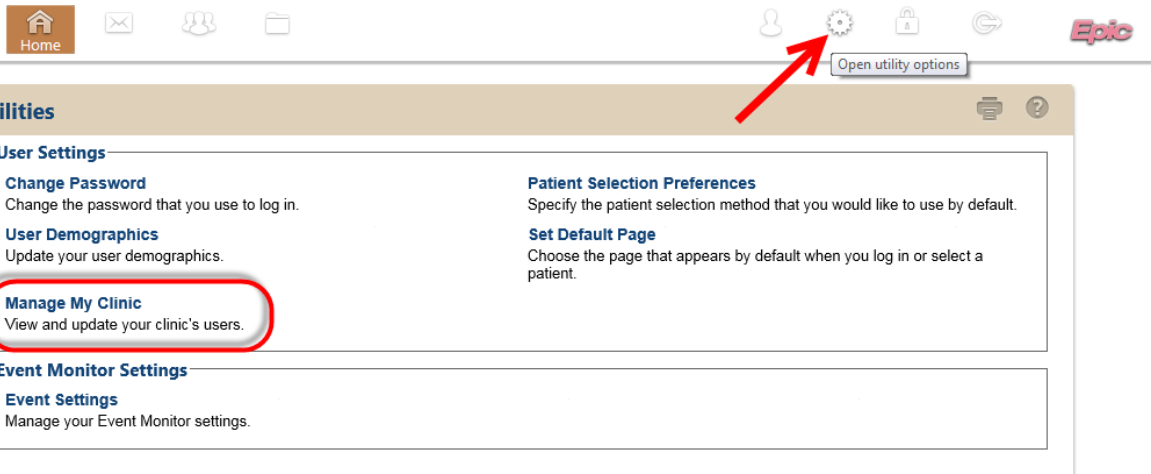 Home
Epic
Open utility options
ilities
User Settings
Change Password
Change the password that you use to log in.
Patient Selection Preferences
Specify the patient selection method that you would like to use by default.
User Demographics
Update your user demographics.
Set Default Page
Choose the page that appears by default when you log in or select a
patient.
Manage My Clinic
View and update your clinic's users.
Event Monitor Settings
Event Settings
Manage your Event Monitor settings.